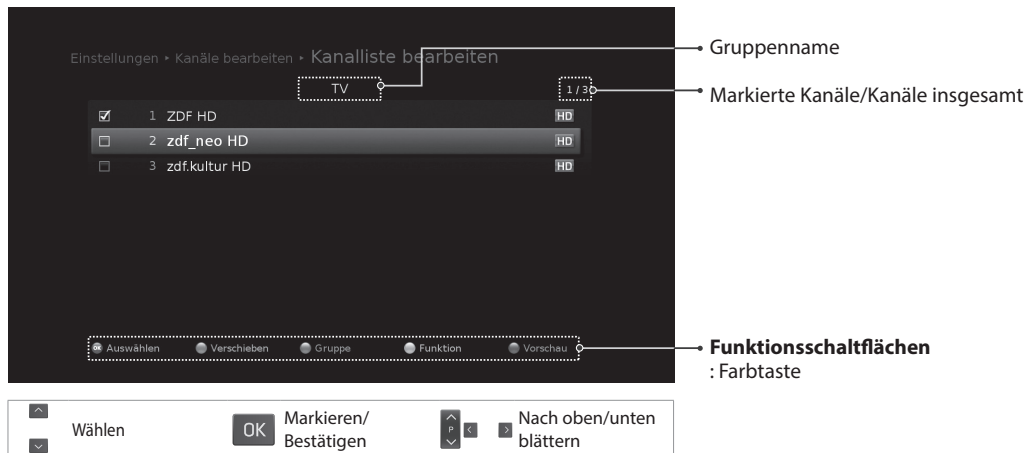 Einstellungen ▸ Kanäle bearbeiten ▸ Kanalliste bearbeiten
TV
1 / 3
1 ZDF HD HD
2 zdf_neo HD HD
3 zdf.kultur HD HD
OK Auswählen Verschieben Gruppe Funktion Vorschau
Gruppenname
Markierte Kanäle/Kanäle insgesamt
Funktionsschaltflächen
: Farbtaste
Wählen
OK
Markieren/
Bestätigen
P
Nach oben/unten
blättern